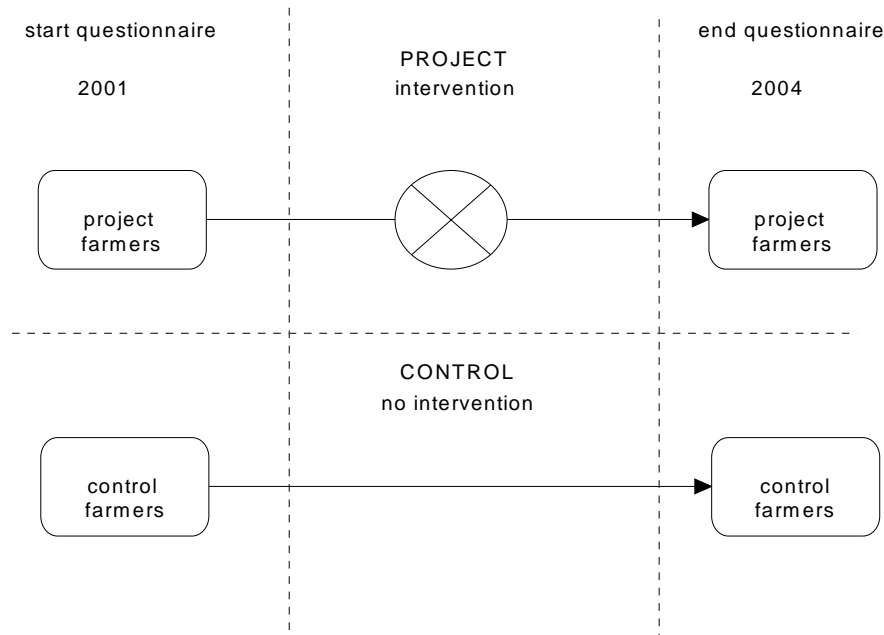 start questionnaire
2001
PROJECT
intervention
end questionnaire
2004
project
farmers
project
farmers
CONTROL
no intervention
control
farmers
control
farmers